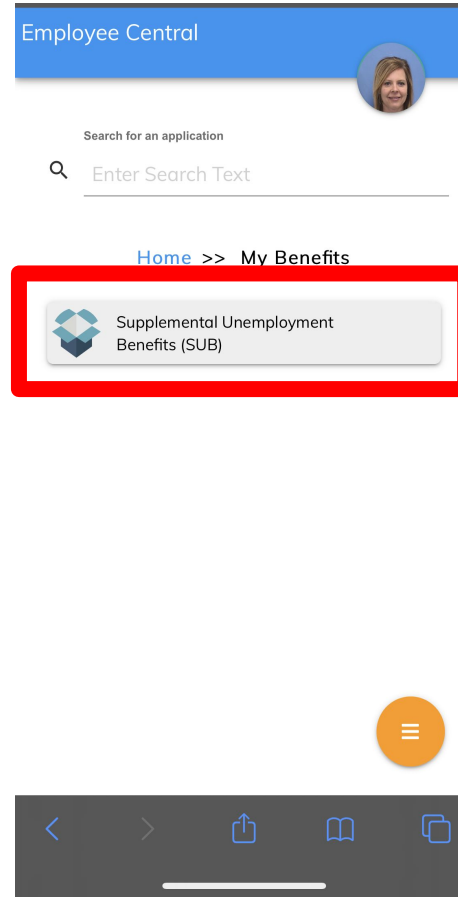 Employee Central
Search for an application
Enter Search Text
Home >> My Benefits
Supplemental Unemployment
Benefits (SUB)